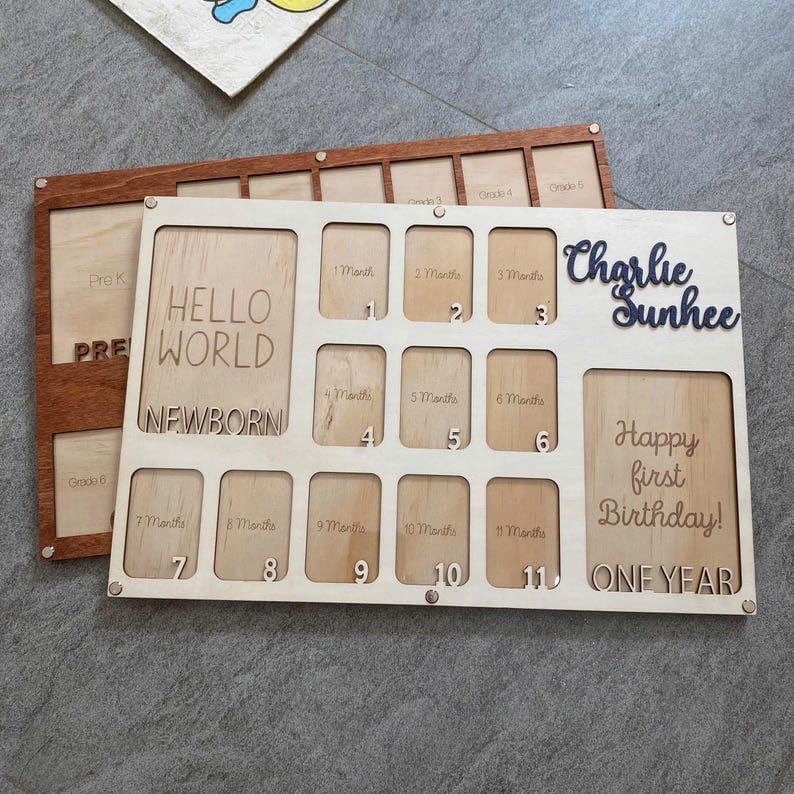 Grade 3
Grade 4
Grade 5
Pre K
Grade 6
HELLO
WORLD
NEWBORN
1 Month
1
2 Months
2
3 Months
3
Charlie
Sunhee
4 Months
4
5 Months
5
6 Months
6
Happy
first
Birthday!
ONE YEAR
7 Months
7
8 Months
8
9 Months
9
10 Months
10
11 Months
11